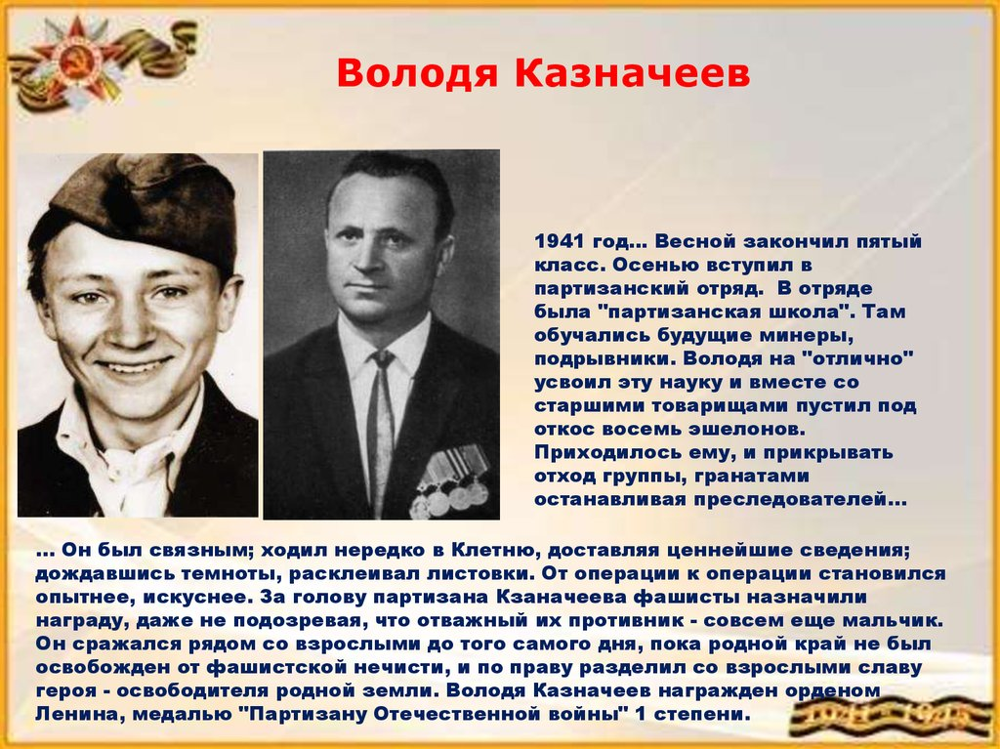 Володя Казначеев
1941 год... Весной закончил пятый
класс. Осенью вступил в
партизанский отряд. В отряде
была "партизанская школа". Там
обучались будущие минеры,
подрывники. Володя на "отлично"
усвоил эту науку и вместе со
старшими товарищами пустил под
откос восемь эшелонов.
Приходилось ему, и прикрывать
отход группы, гранатами
останавливая преследователей...
... Он был связным; ходил нередко в Клетню, доставляя ценнейшие сведения;
дождавшись темноты, расклеивал листовки. От операции к операции становился
опытнее, искуснее. За голову партизана Кзаначеева фашисты назначили
награду, даже не подозревая, что отважный их противник - совсем еще мальчик.
Он сражался рядом со взрослыми до того самого дня, пока родной край не был
освобожден от фашистской нечисти, и по праву разделил со взрослыми славу
героя - освободителя родной земли. Володя Казначеев награжден орденом
Ленина, медалью "Партизану Отечественной войны" 1 степени.
1941 - 1945